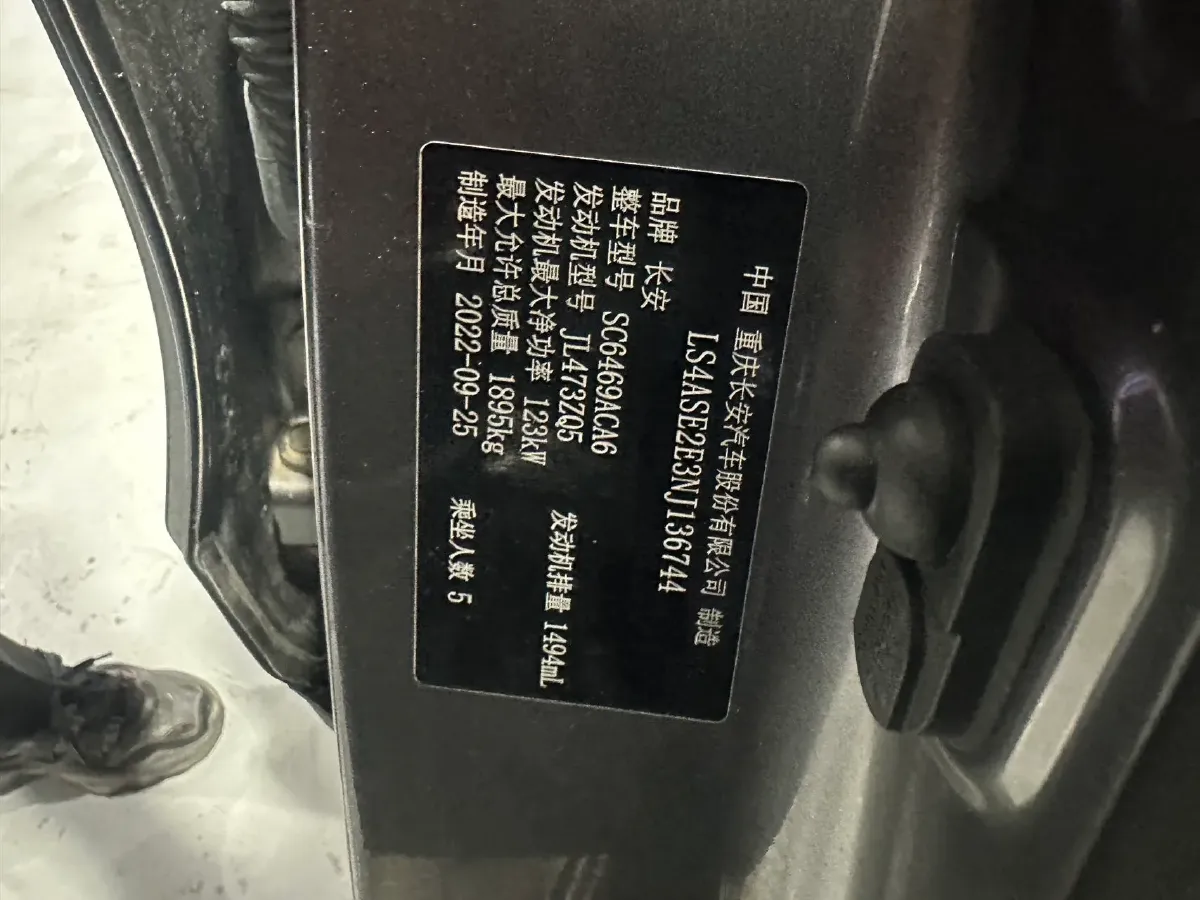 中国 重庆长安汽车股份有限公司 制造
LS4ASE2E3NJ136744
品牌 长安
整车型号 SC6469ACA6
发动机型号 JL473ZQ5
发动机最大净功率 123kW 发动机排量 1494mL
最大允许总质量 1895kg
制造年月 2022-09-25 乘坐人数 5